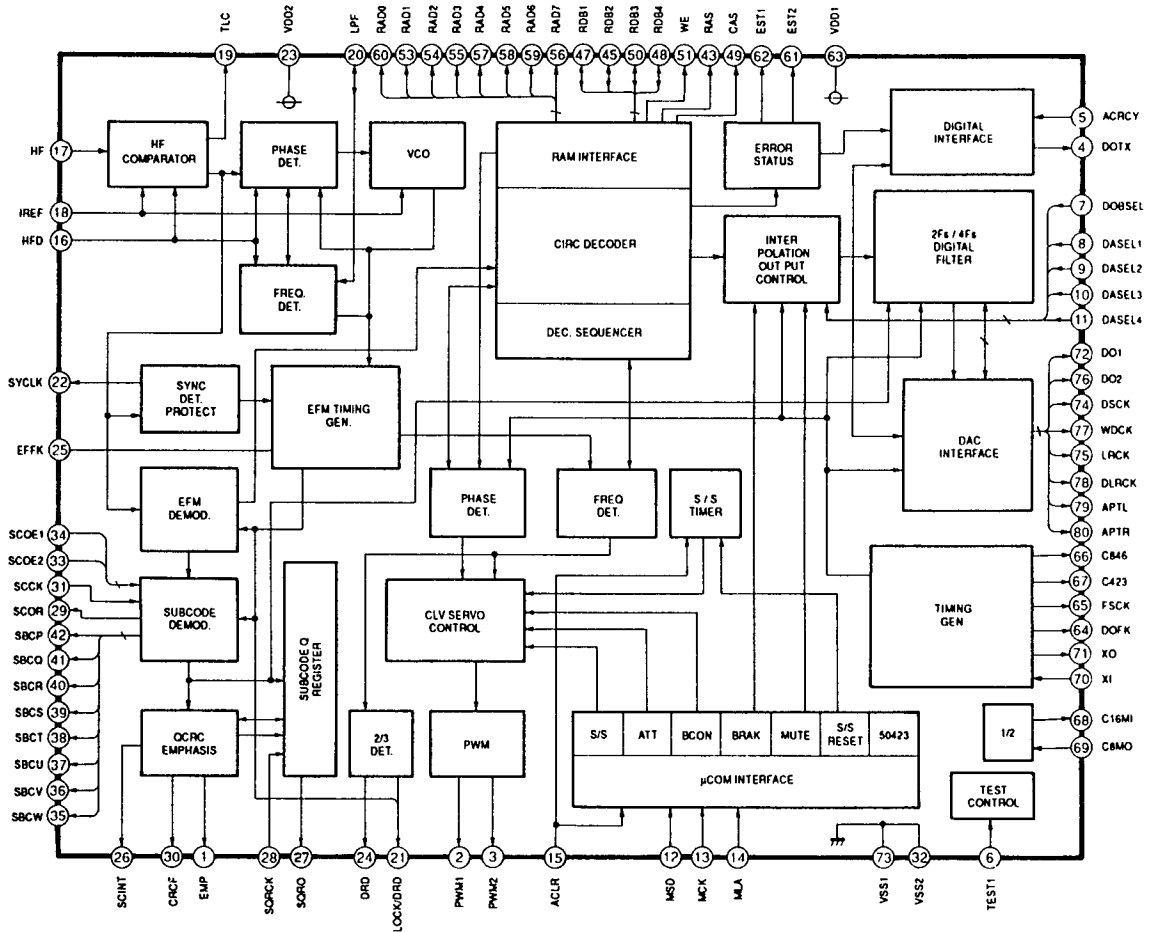 TLC
VDD2
LPF
RAD0
RAD1
RAD2
RAD3
RAD4
RAD5
RAD6
RAD7
RDB1
RDB2
RDB3
RDB4
WE
RAS
CAS
EST1
EST2
VDD1
19
23
20
60
53
54
55
57
58
59
56
47
45
50
48
51
43
49
62
61
63
HF
17
IREF
18
HFD
16
SYCLK
22
EFFK
25
SCOE1
34
SCOE2
33
SCCK
31
SCOR
29
SBCP
42
SBCQ
41
SBCR
40
SBCS
39
SBCT
38
SBCU
37
SBCV
36
SBCW
35
HF
COMPARATOR
PHASE
DET.
VCO
FREQ.
DET.
RAM INTERFACE
CIRC DECODER
DEC. SEQUENCER
ERROR
STATUS
DIGITAL
INTERFACE
INTER
POLATION
OUT PUT
CONTROL
2Fs / 4Fs
DIGITAL
FILTER
SYNC
DET.
PROTECT
EFM TIMING
GEN.
DAC
INTERFACE
EFM
DEMOD.
PHASE
DET.
FREQ
DET.
S / S
TIMER
SUBCODE
DEMOD.
SUBCODE Q
REGISTER
CLV SERVO
CONTROL
TIMING
GEN
QCRC
EMPHASIS
2/3
DET.
PWM
S/S
ATT
BCON
BRAK
MUTE
S/S
RESET
50423
µCOM INTERFACE
1/2
TEST
CONTROL
5
ACRCY
4
DOTX
7
DOBSEL
8
DASEL1
9
DASEL2
10
DASEL3
11
DASEL4
72
DO1
76
DO2
74
DSCK
77
WDCK
75
LRCK
78
DLRCK
79
APTL
80
APTR
66
C846
67
C423
65
FSCK
64
DOFK
71
XO
70
XI
68
C16MI
69
C8MO
26
30
1
28
27
24
21
2
3
15
12
13
14
73
32
6
SCINT
CRCF
EMP
SQRCK
SQRO
DRD
LOCK/DRD
PWM1
PWM2
ACLR
MSD
MCK
MLA
VSS1
VSS2
TEST1